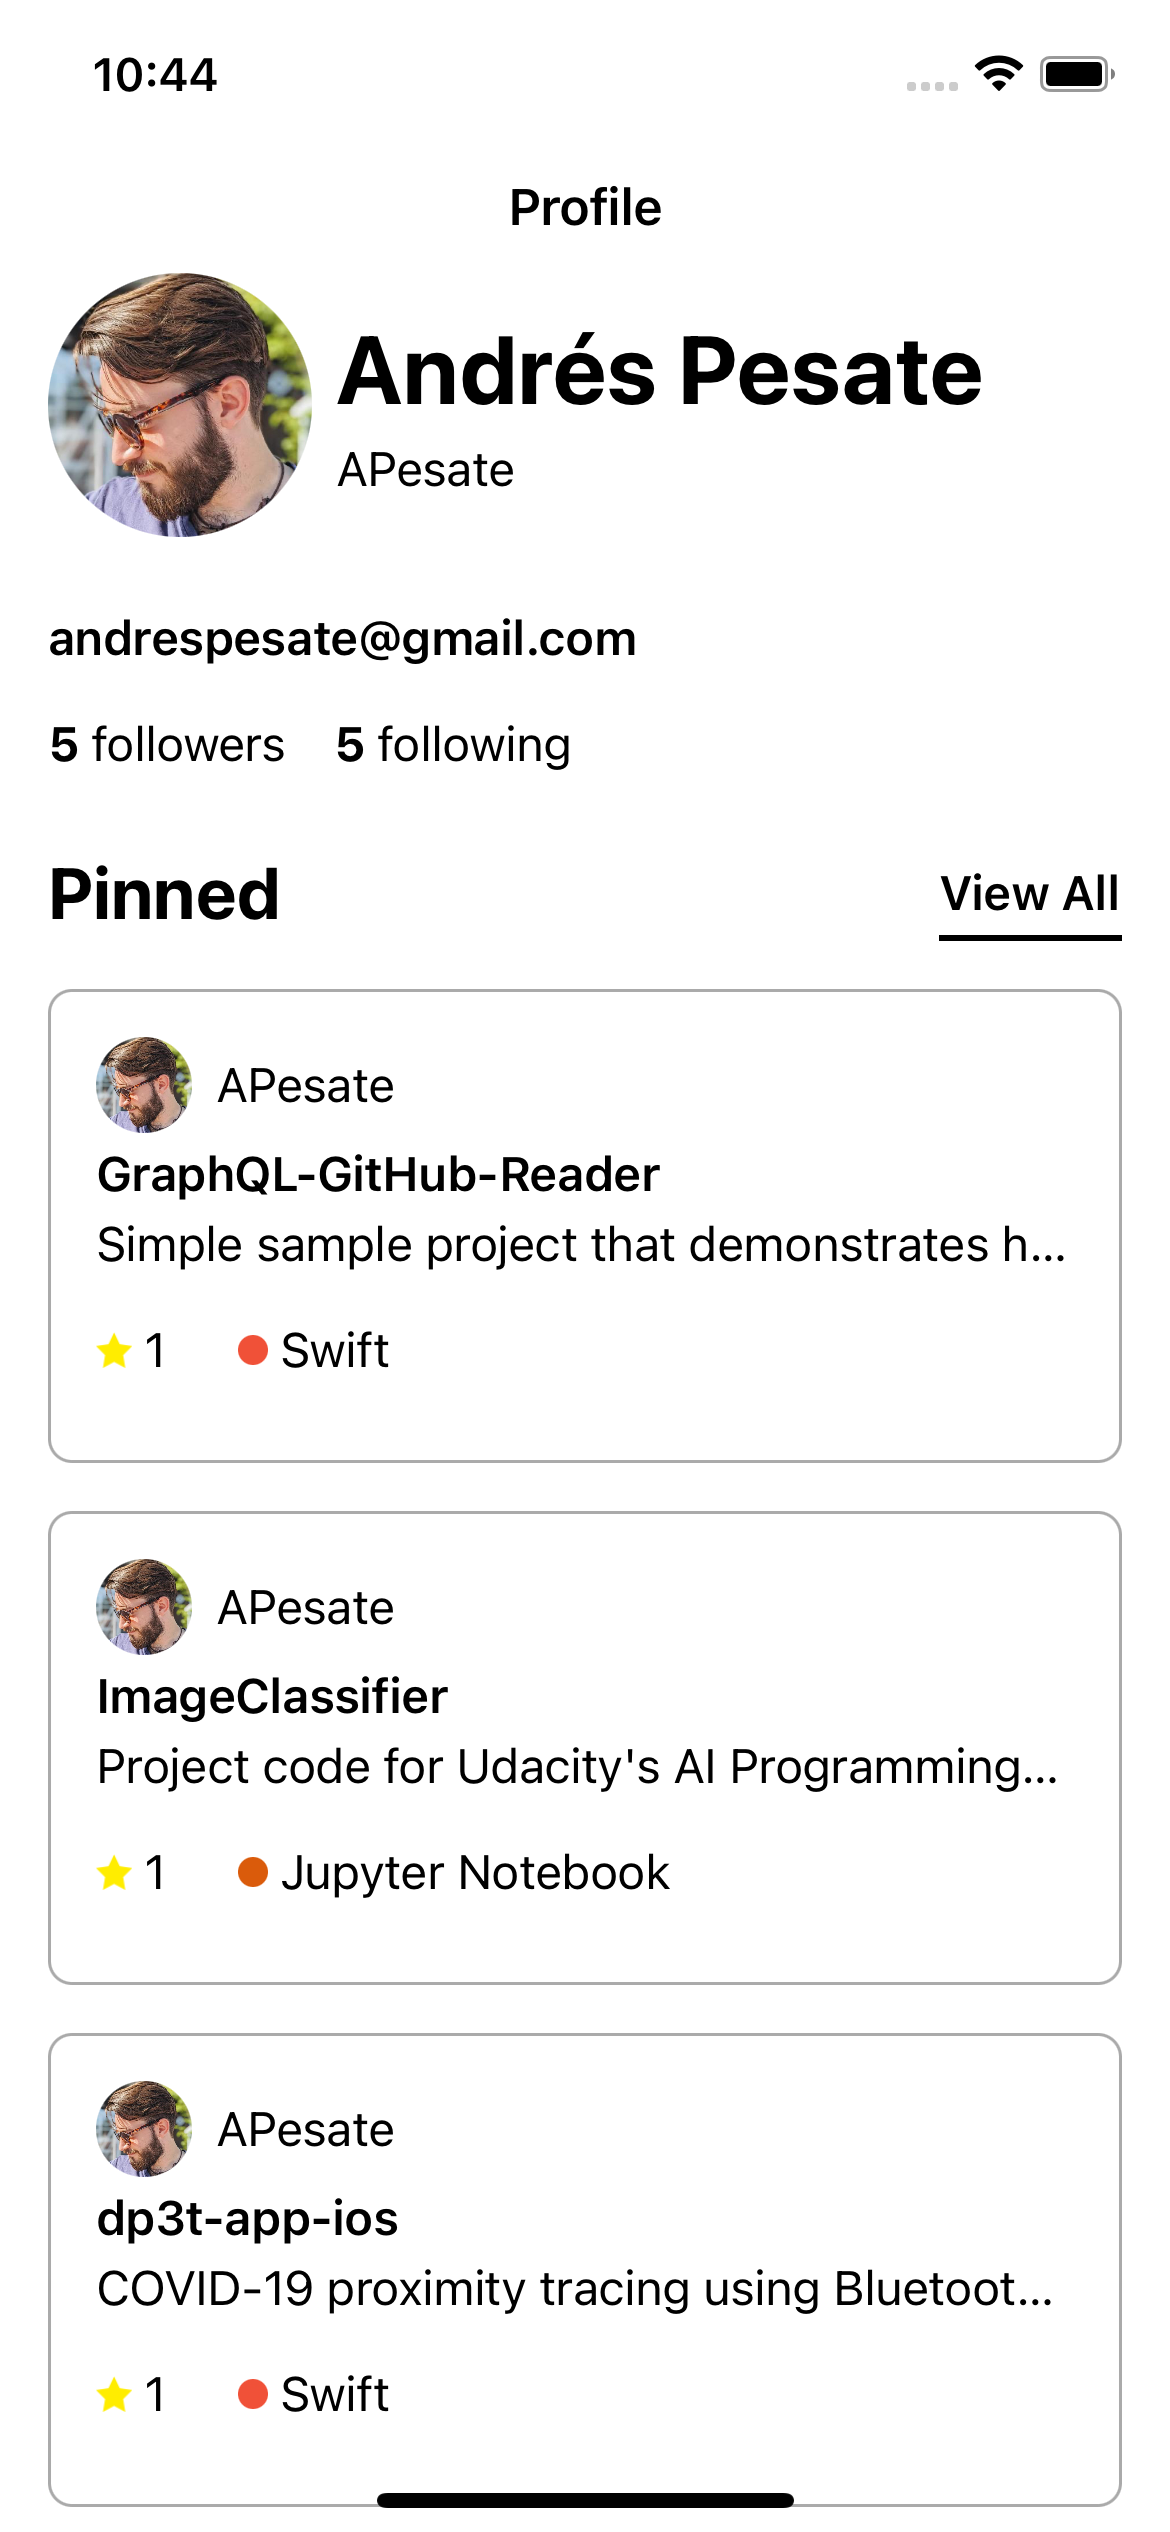 10:44
Profile
Andrés Pesate
APesate
andrespesate@gmail.com
5 followers 5 following
Pinned View All
APesate
GraphQL-GitHub-Reader
Simple sample project that demonstrates h...
1 Swift
APesate
ImageClassifier
Project code for Udacity's AI Programming...
1 Jupyter Notebook
APesate
dp3t-app-ios
COVID-19 proximity tracing using Bluetoot...
1 Swift